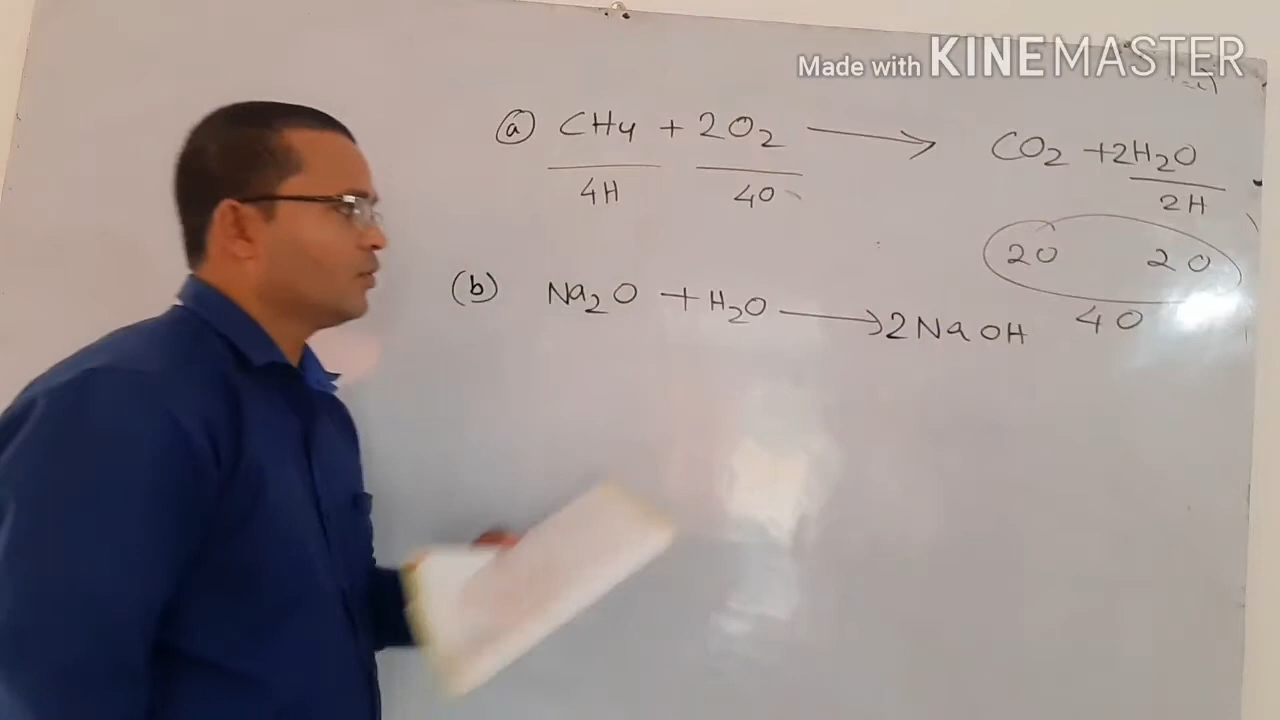 Made with KINEMASTER
(a) CH4 + 2O2 → CO2 + 2H2O
4H 4O 2H
2O 2O
(b) Na2O + H2O → 2NaOH
4O